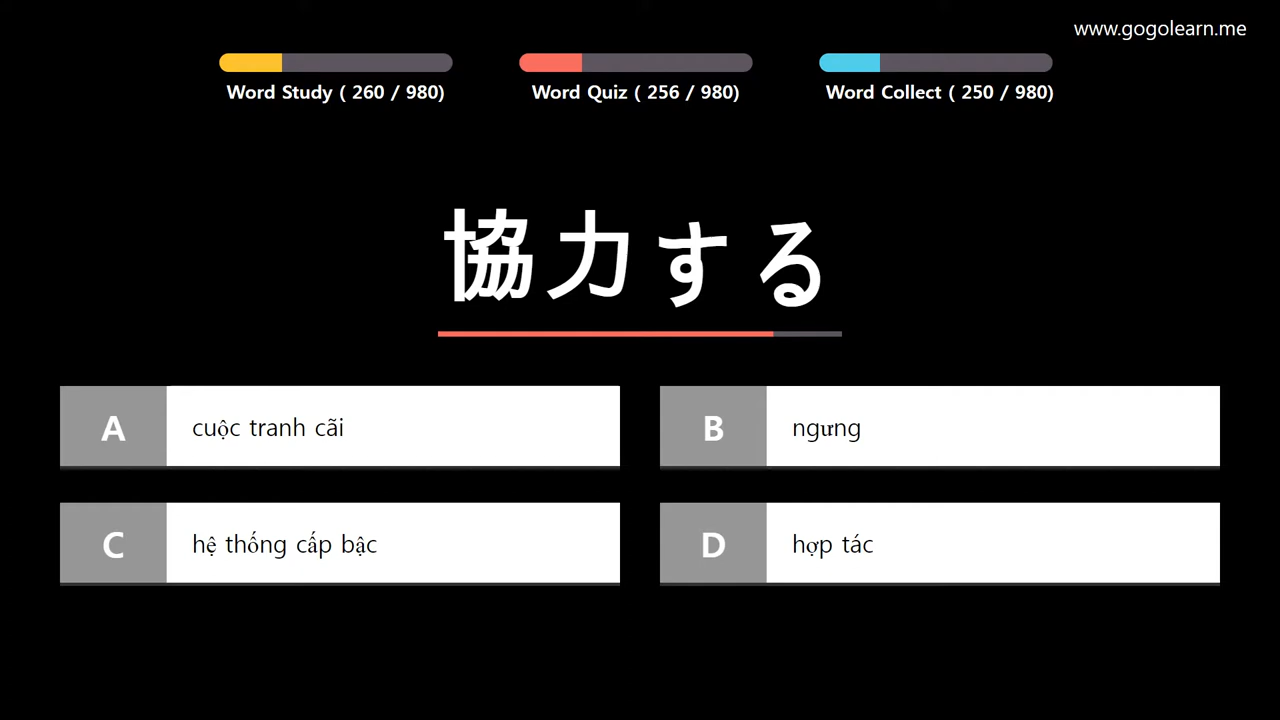 www.gogolearn.me
Word Study ( 260 / 980)
Word Quiz ( 256 / 980)
Word Collect ( 250 / 980)
協力する
A cuộc tranh cãi
B ngưng
C hệ thống cấp bậc
D hợp tác